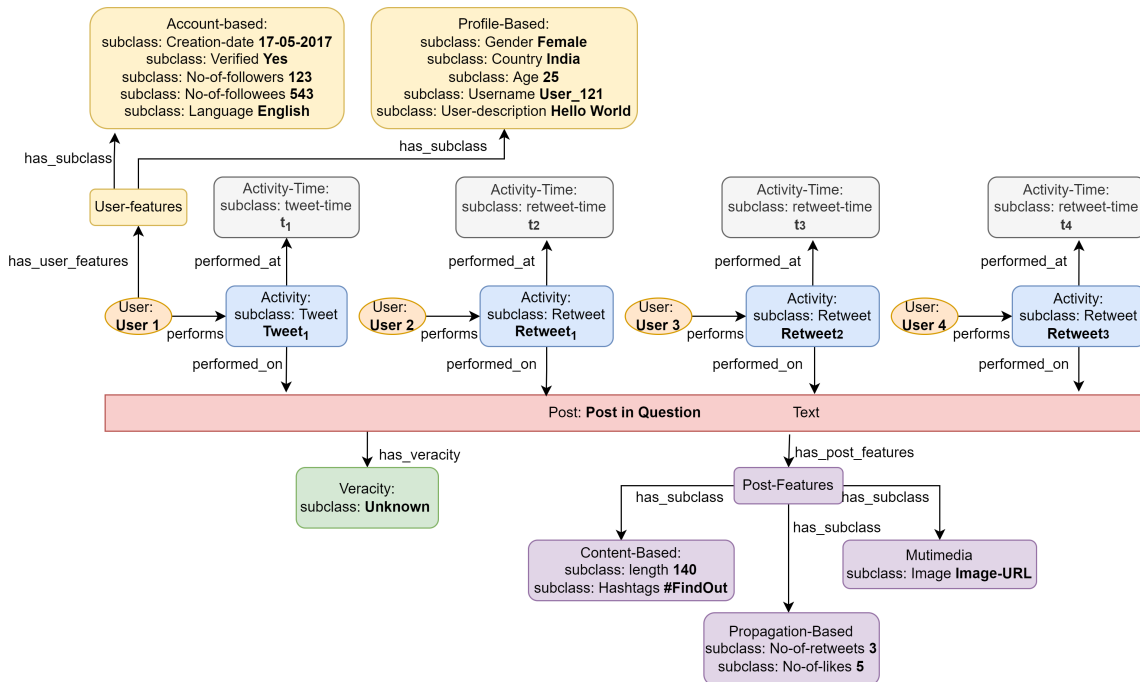 Account-based:
subclass: Creation-date 17-05-2017
subclass: Verified Yes
subclass: No-of-followers 123
subclass: No-of-followees 543
subclass: Language English
Profile-Based:
subclass: Gender Female
subclass: Country India
subclass: Age 25
subclass: Username User_121
subclass: User-description Hello World
has_subclass
has_subclass
User-features
Activity-Time:
subclass: tweet-time
t1
Activity-Time:
subclass: retweet-time
t2
Activity-Time:
subclass: retweet-time
t3
Activity-Time:
subclass: retweet-time
t4
has_user_features
performed_at
performed_at
performed_at
performed_at
User:
User 1
performs
Activity:
subclass: Tweet
Tweet1
User:
User 2
performs
Activity:
subclass: Retweet
Retweet1
User:
User 3
performs
Activity:
subclass: Retweet
Retweet2
User:
User 4
performs
Activity:
subclass: Retweet
Retweet3
performed_on
performed_on
performed_on
performed_on
Post: Post in Question
Text
has_veracity
has_post_features
Veracity:
subclass: Unknown
Post-Features
has_subclass
has_subclass
has_subclass
Content-Based:
subclass: length 140
subclass: Hashtags #FindOut
Mutimedia
subclass: Image Image-URL
Propagation-Based
subclass: No-of-retweets 3
subclass: No-of-likes 5